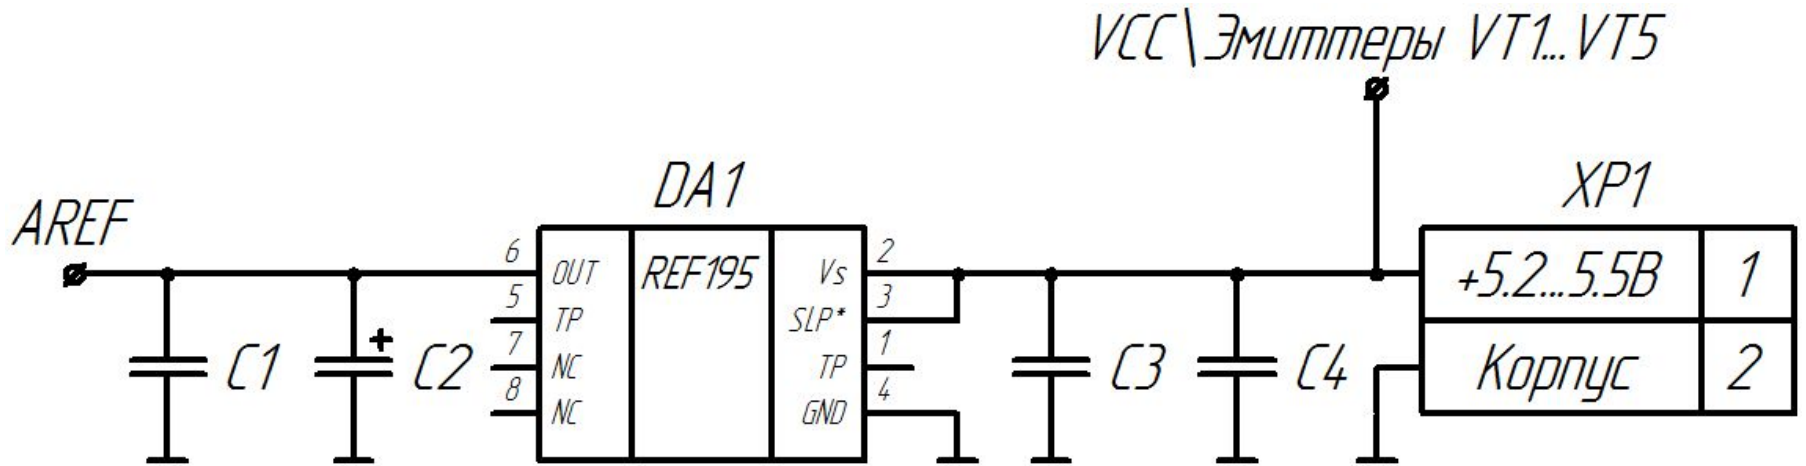 VCC\Эмиттеры VT1...VT5
DA1
XP1
AREF
6
OUT
REF195
Vs
2
+5.2...5.5В
1
5
TP
SLP*
3
7
NC
TP
1
C1
C2
+
C3
C4
Корпус
2
8
NC
GND
4